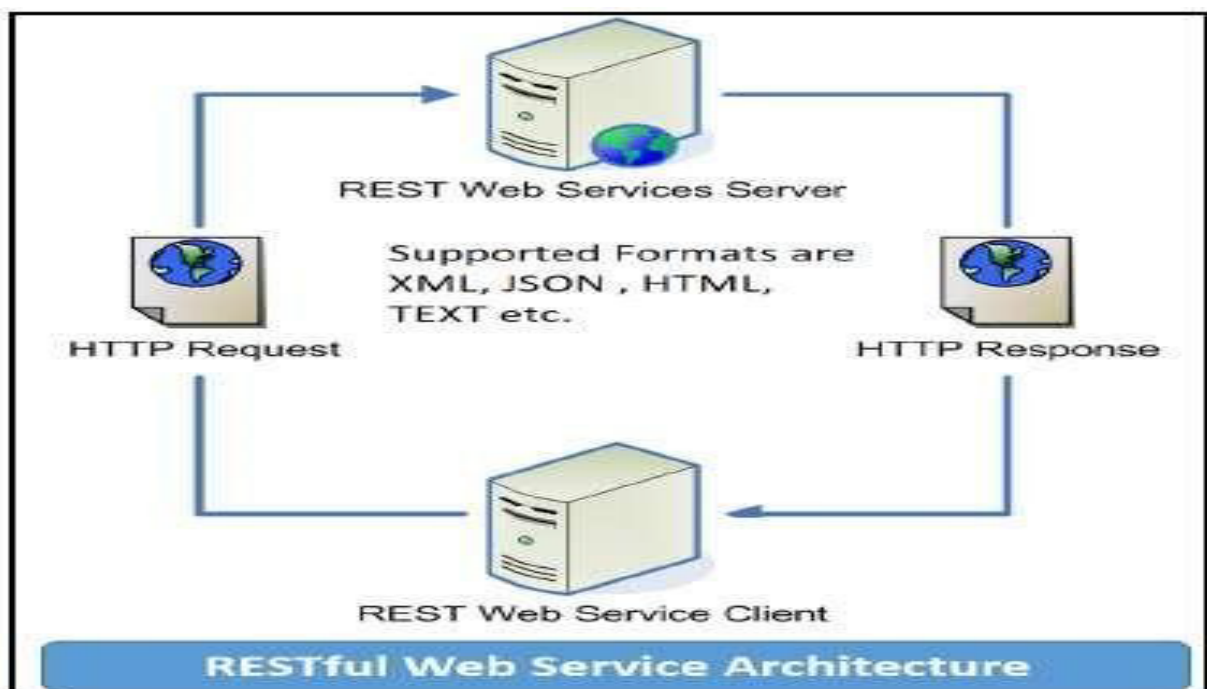 REST Web Services Server
Supported Formats are
XML, JSON , HTML,
TEXT etc.
HTTP Request
HTTP Response
REST Web Service Client
RESTful Web Service Architecture